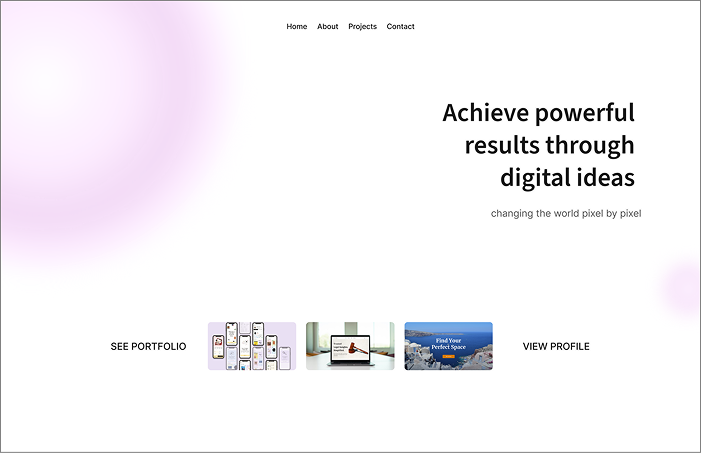 Home About Projects Contact
Achieve powerful
results through
digital ideas
changing the world pixel by pixel
SEE PORTFOLIO
Find Your
Perfect Space
VIEW PROFILE